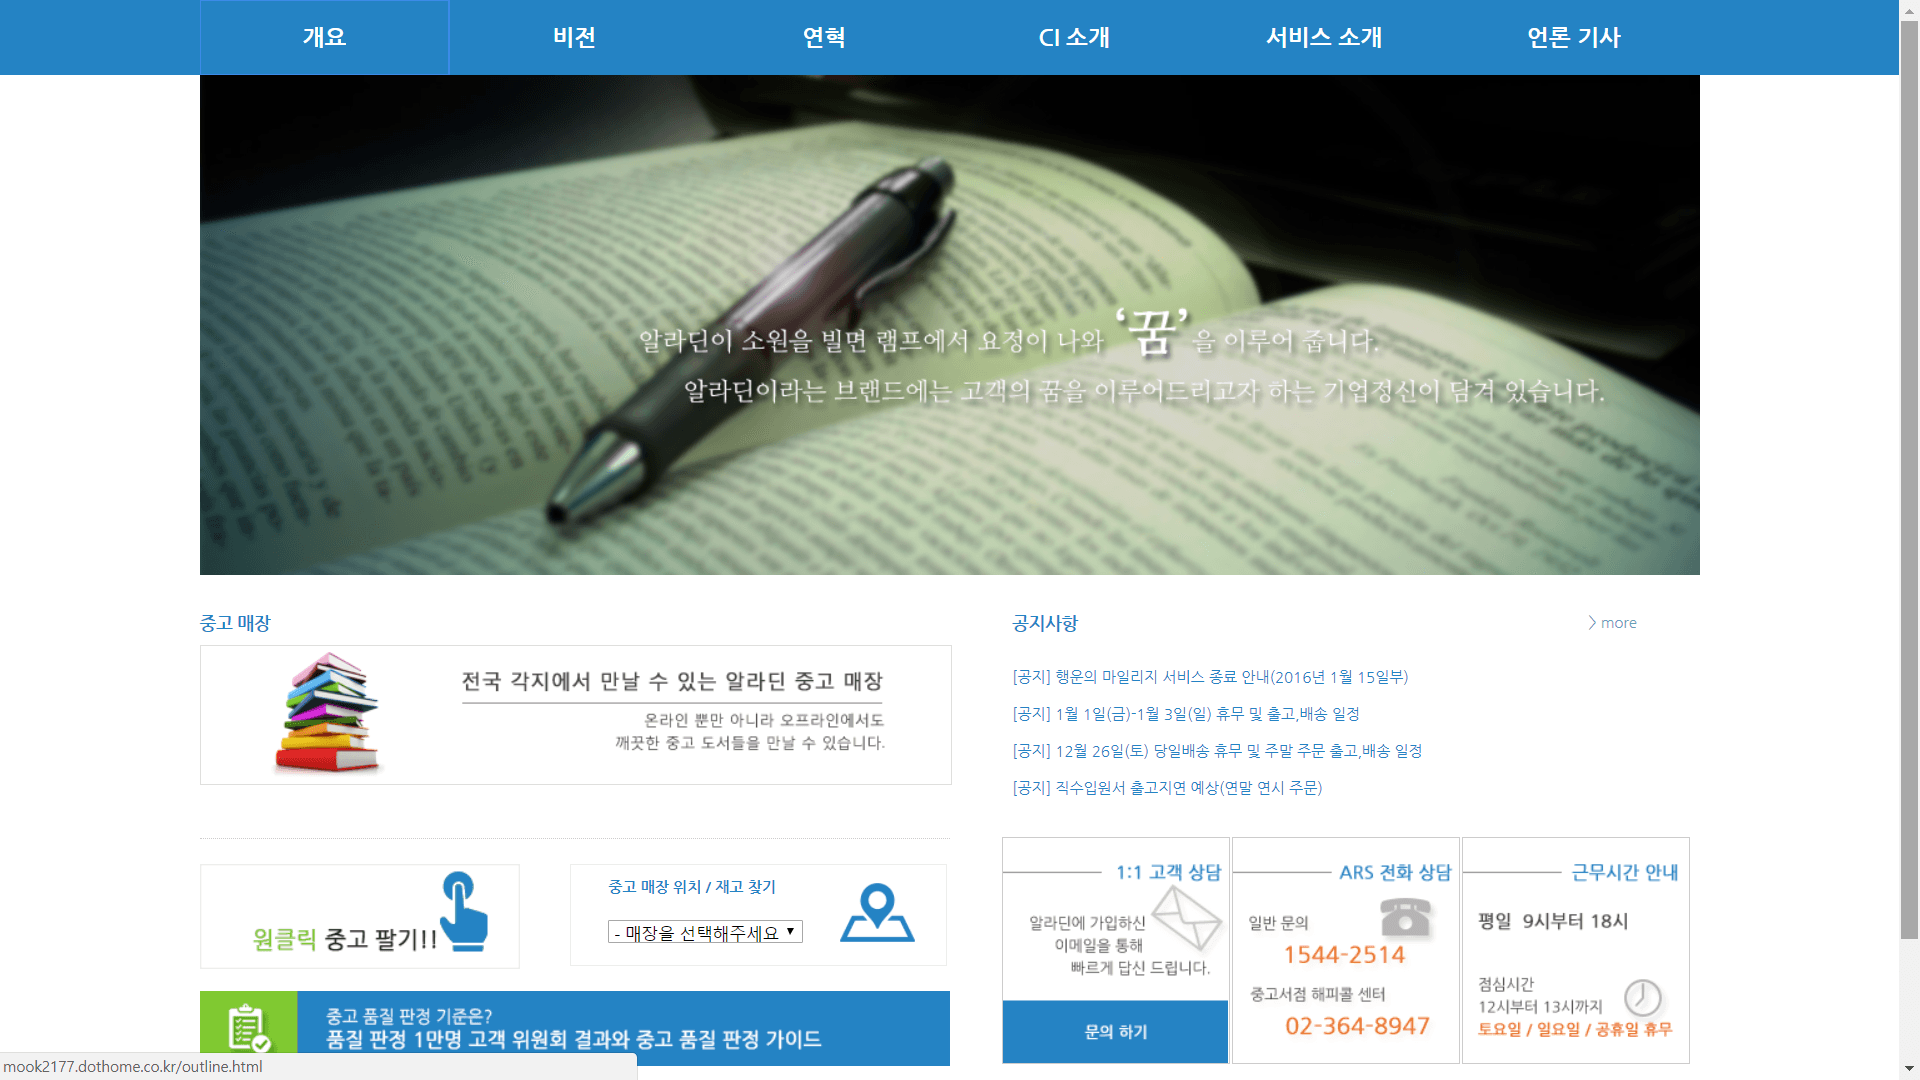 개요 비전 연혁 CI 소개 서비스 소개 언론 기사
알라딘이 소원을 빌면 램프에서 요정이 나와 ‘꿈’을 이루어 줍니다.
알라딘이라는 브랜드에는 고객의 꿈을 이루어드리고자 하는 기업정신이 담겨 있습니다.
중고 매장
전국 각지에서 만날 수 있는 알라딘 중고 매장
온라인 뿐만 아니라 오프라인에서도
깨끗한 중고 도서들을 만날 수 있습니다.
공지사항
> more
[공지] 행운의 마일리지 서비스 종료 안내(2016년 1월 15일부)
[공지] 1월 1일(금)-1월 3일(일) 휴무 및 출고,배송 일정
[공지] 12월 26일(토) 당일배송 휴무 및 주말 주문 출고,배송 일정
[공지] 직수입원서 출고지연 예상(연말 연시 주문)
원클릭 중고 팔기!!
중고 매장 위치 / 재고 찾기
- 매장을 선택해주세요
중고 품질 판정 기준은?
품질 판정 1만명 고객 위원회 결과와 중고 품질 판정 가이드
1:1 고객 상담
알라딘에 가입하신
이메일을 통해
빠르게 답신 드립니다.
문의 하기
ARS 전화 상담
일반 문의
1544-2514
중고서점 해피콜 센터
02-364-8947
근무시간 안내
평일 9시부터 18시
점심시간
12시부터 13시까지
토요일 / 일요일 / 공휴일 휴무
mook2177.dothome.co.kr/outline.html